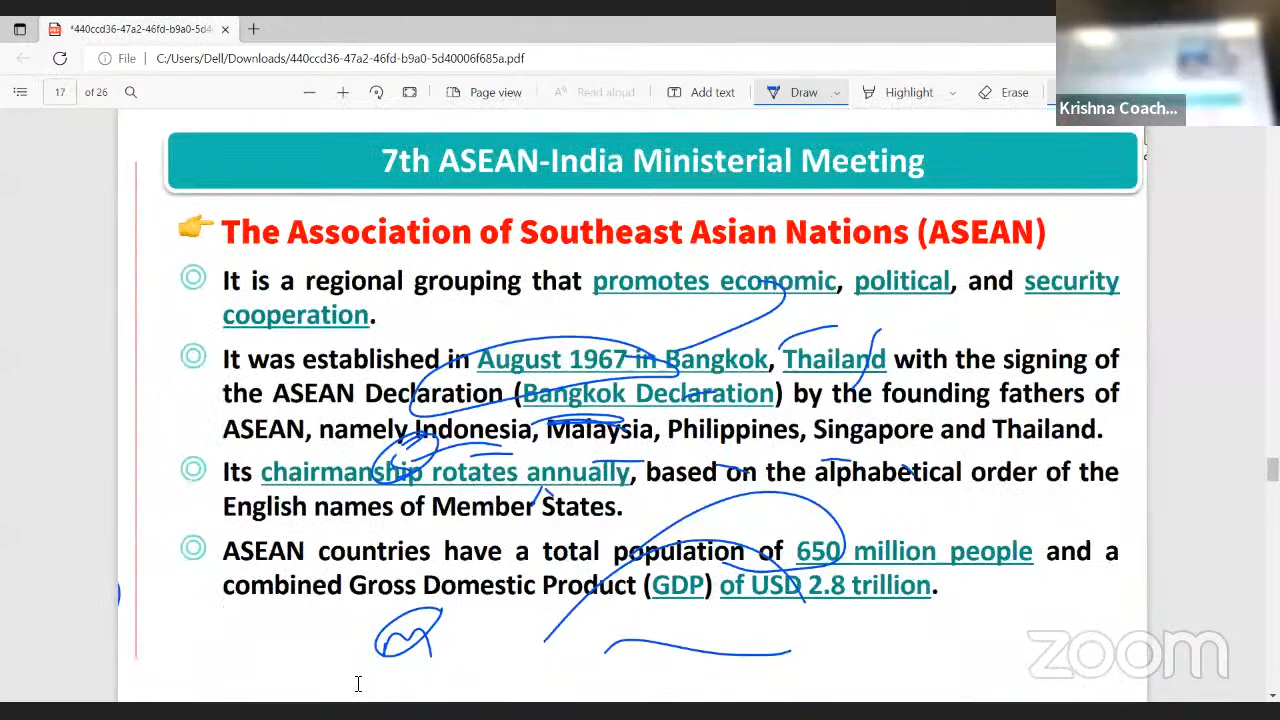 *440ccd36-47a2-46fd-b9a0-5d4
File
C:/Users/Dell/Downloads/440ccd36-47a2-46fd-b9a0-5d40006f685a.pdf
17 of 26
Page view
Read aloud
Add text
Draw
Highlight
Erase
Krishna Coach...
7th ASEAN-India Ministerial Meeting
The Association of Southeast Asian Nations (ASEAN)
It is a regional grouping that promotes economic, political, and security
cooperation.
It was established in August 1967 in Bangkok, Thailand with the signing of
the ASEAN Declaration (Bangkok Declaration) by the founding fathers of
ASEAN, namely Indonesia, Malaysia, Philippines, Singapore and Thailand.
Its chairmanship rotates annually, based on the alphabetical order of the
English names of Member States.
ASEAN countries have a total population of 650 million people and a
combined Gross Domestic Product (GDP) of USD 2.8 trillion.
zoom